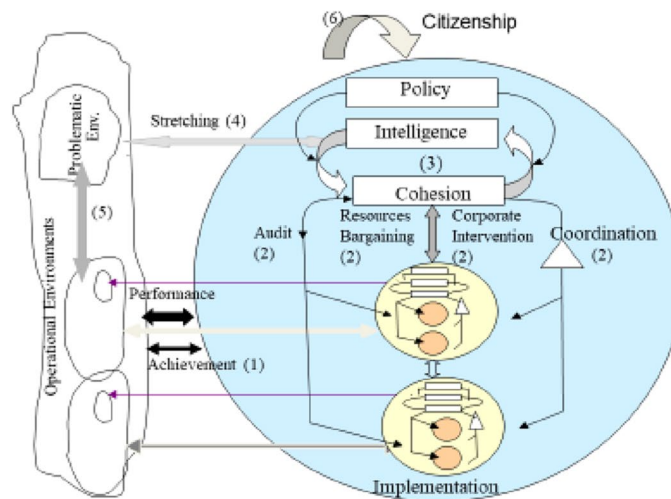 (6)
Citizenship
Policy
Problematic
Env.
Stretching (4)
Intelligence
(3)
Cohesion
(5)
Audit
(2)
Resources
Bargaining
(2)
Corporate
Intervention
(2)
Coordination
(2)
Operational Environments
Performance
Achievement (1)
Implementation